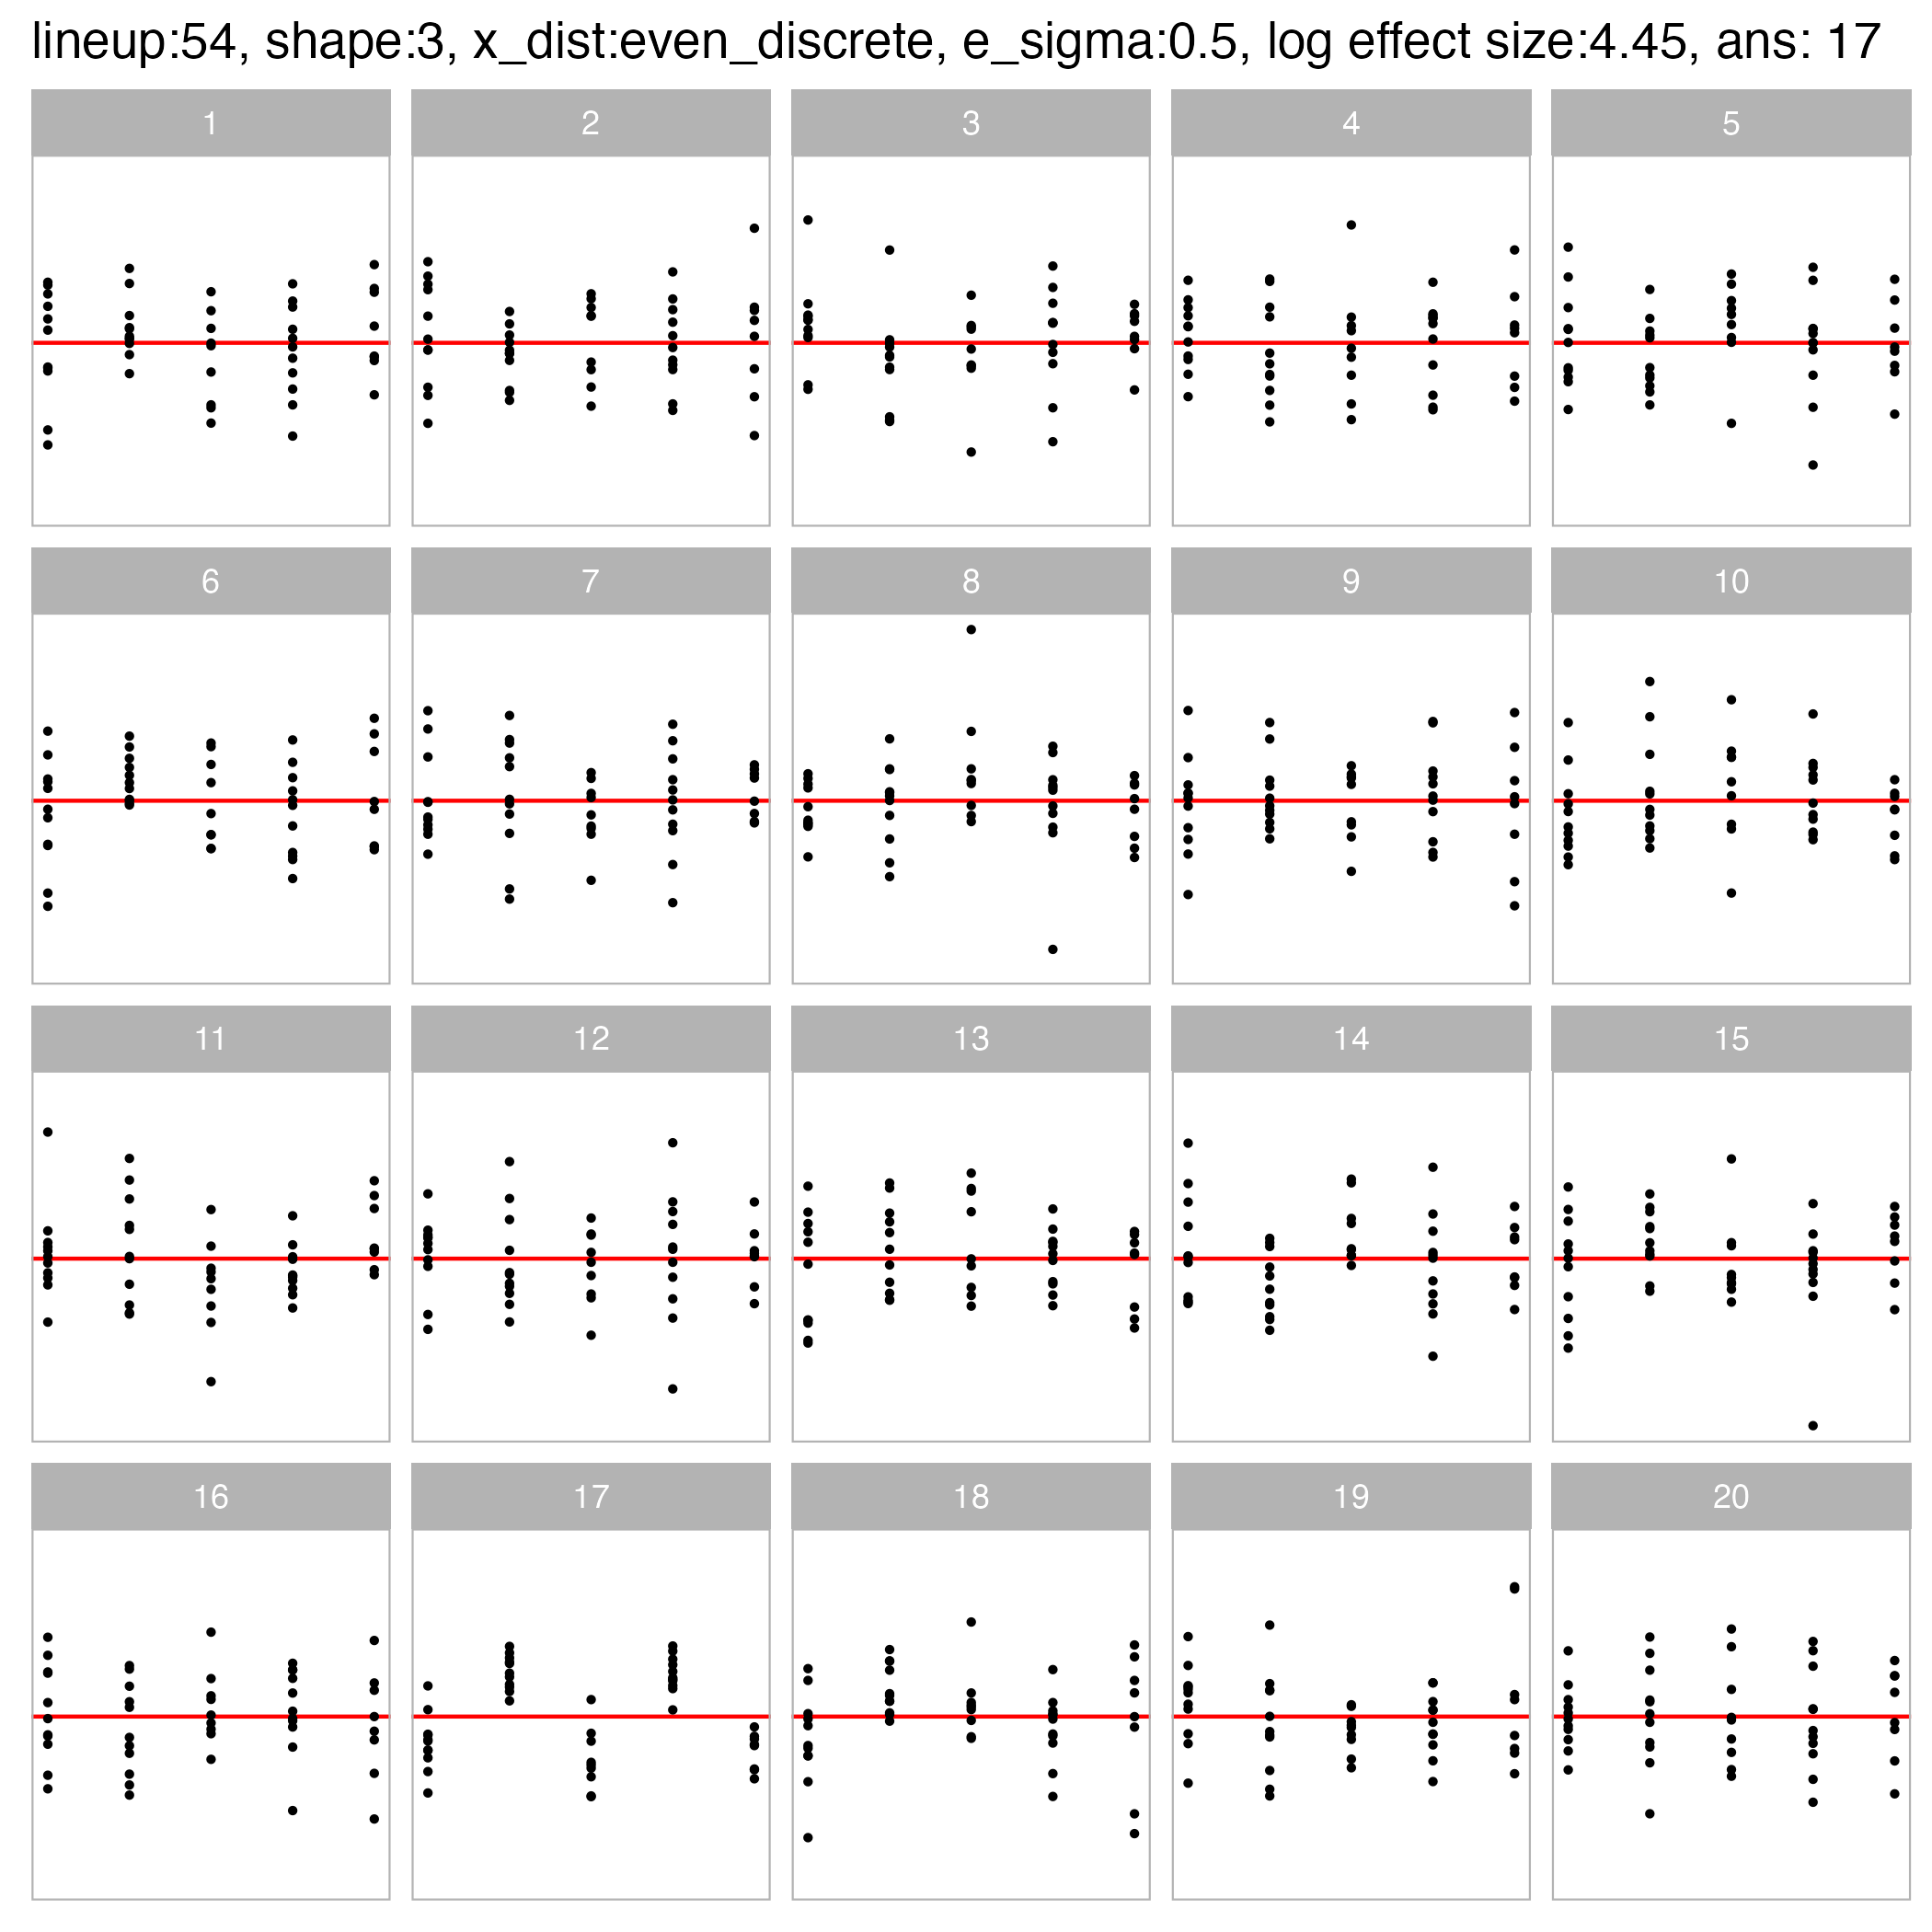 lineup:54, shape:3, x_dist:even_discrete, e_sigma:0.5, log effect size:4.45, ans: 17
1 2 3 4 5
6 7 8 9 10
11 12 13 14 15
16 17 18 19 20